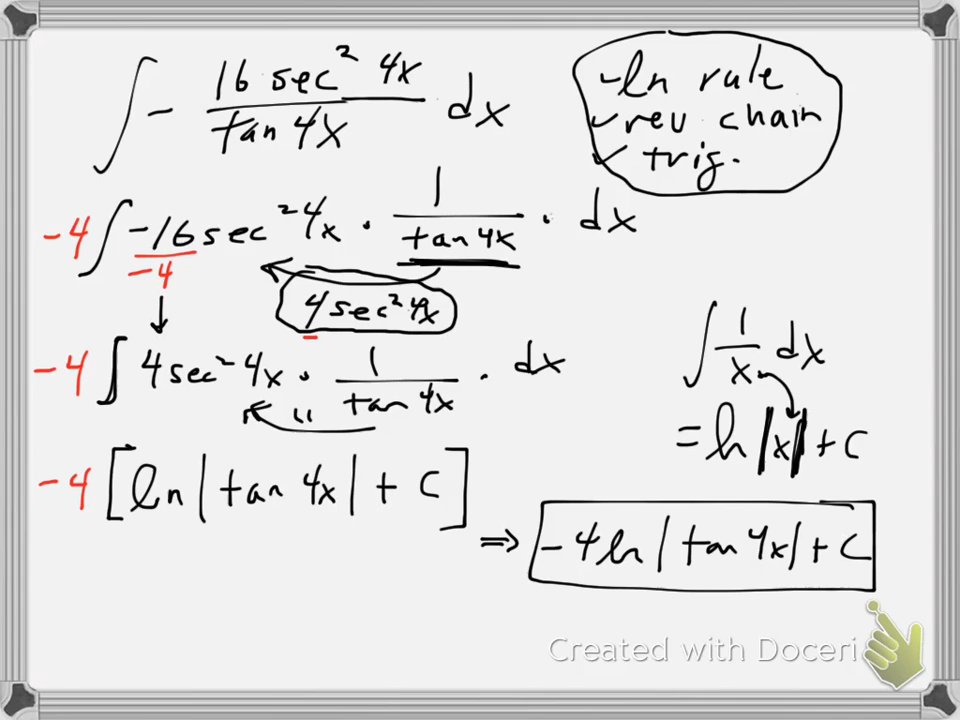 ∫ - 16 sec² 4x / tan 4x dx
-ln rule
✓rev chain
✓ trig.
-4 ∫ -16 sec² 4x / -4 · 1 / tan 4x · dx
4 sec² 4x
-4 ∫ 4 sec² 4x · 1 / tan 4x · dx
-4 [ln |tan 4x| + C]
∫ 1/x dx
= ln |x| + C
⇒ -4 ln |tan 4x| + C
Created with Doceri